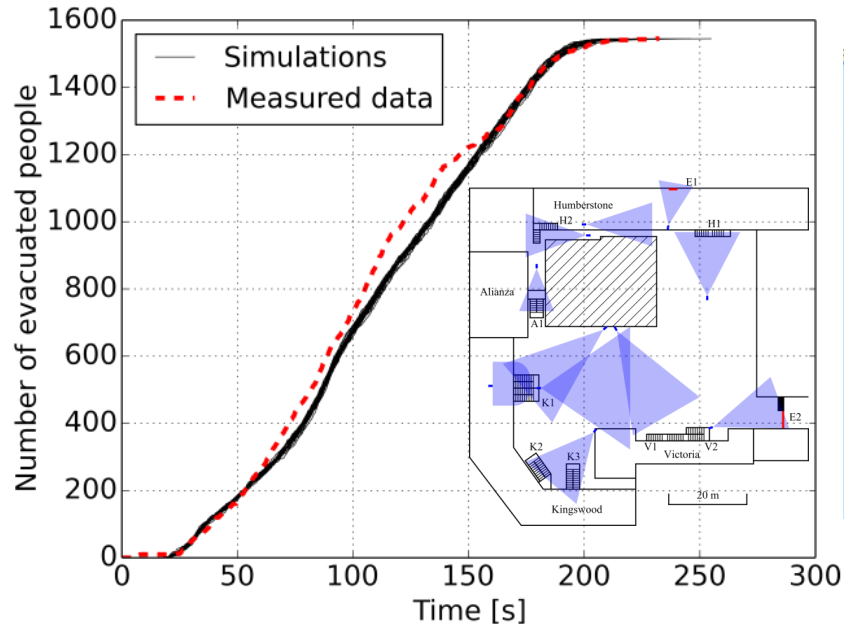 1600
1400
1200
1000
800
600
400
200
0
Number of evacuated people
Simulations
Measured data
E1
Humberstone
H2
H1
Alianza
A1
K1
E2
K2
K3
V1
V2
Victoria
20 m
Kingswood
0
50
100
150
200
250
300
Time [s]